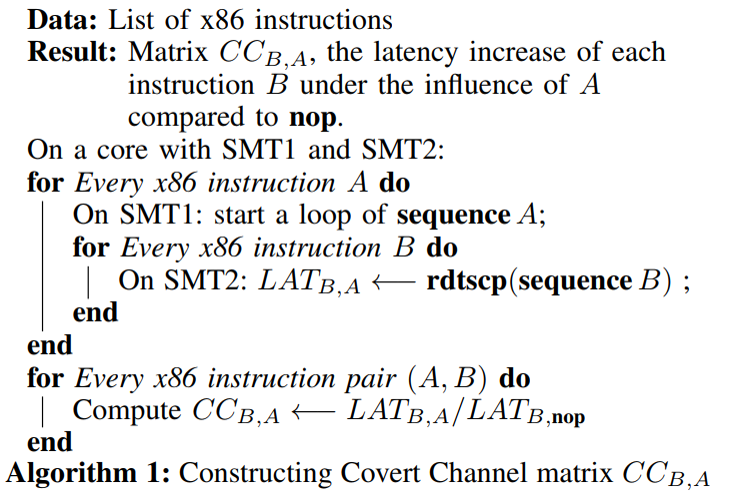 Data: List of x86 instructions
Result: Matrix CC_{B,A}, the latency increase of each
instruction B under the influence of A
compared to nop.
On a core with SMT1 and SMT2:
for Every x86 instruction A do
On SMT1: start a loop of sequence A;
for Every x86 instruction B do
On SMT2: LAT_{B,A} ⟵ rdtscp(sequence B) ;
end
end
for Every x86 instruction pair (A, B) do
Compute CC_{B,A} ⟵ LAT_{B,A}/LAT_{B,nop}
end
Algorithm 1: Constructing Covert Channel matrix CC_{B,A}